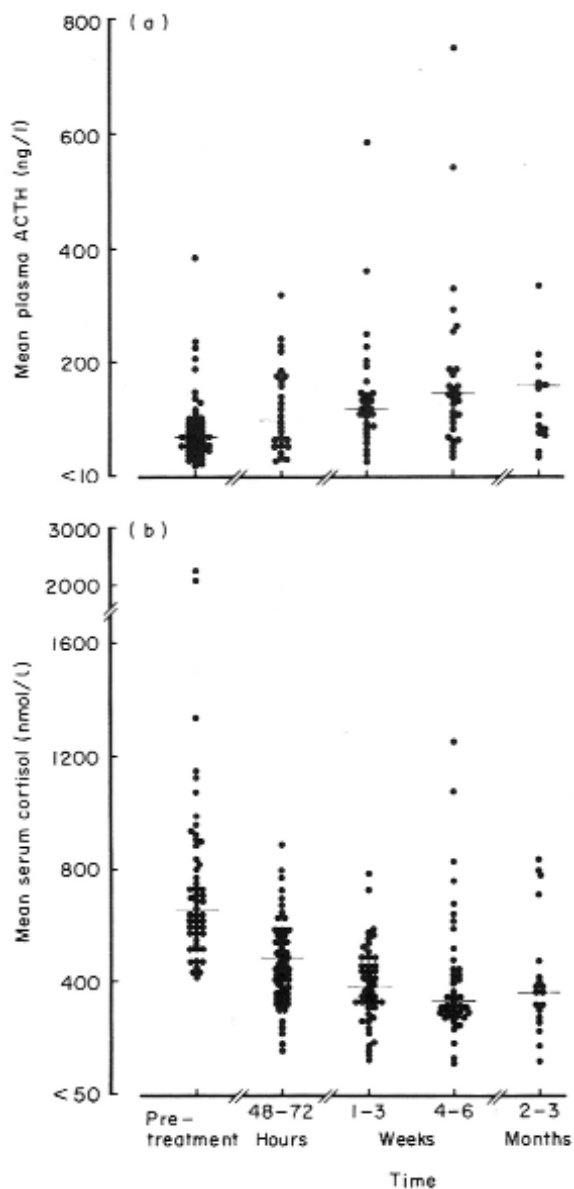 (a)
Mean plasma ACTH (ng/l)
800
600
400
200
<10
(b)
Mean serum cortisol (nmol/l)
3000
2000
1600
1200
800
400
<50
Pre-treatment
48–72
Hours
1–3
4–6
Weeks
2–3
Months
Time